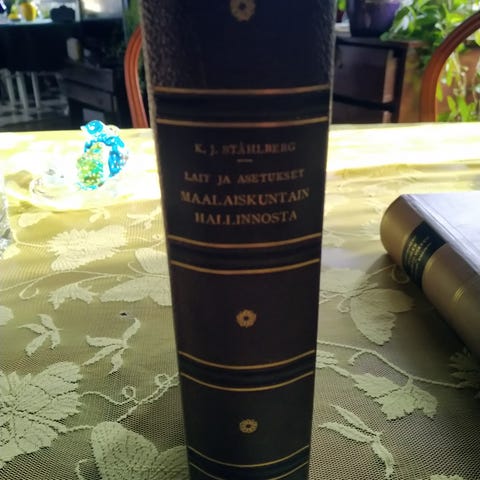 K. J. STÅHLBERG
LAIT JA ASETUKSET
MAALAISKUNTAIN
HALLINNOSTA